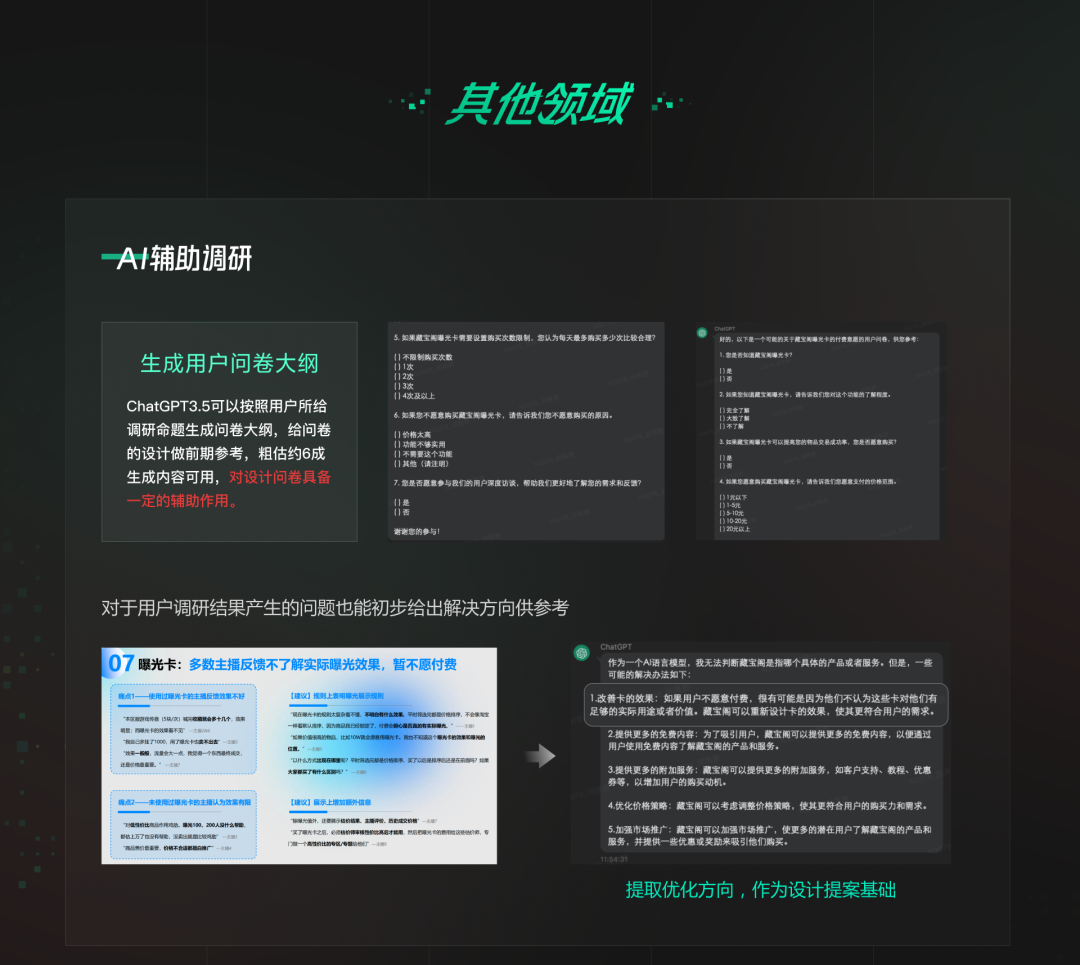 其他领域
AI辅助调研
生成用户问卷大纲
ChatGPT3.5可以按照用户所给
调研命题生成问卷大纲，给问卷
的设计做前期参考，粗估约6成
生成内容可用，对设计问卷具备
一定的辅助作用。
5. 如果藏宝阁曝光卡需要设置购买次数限制，您认为每天最多购买多少次比较合理?
[ ] 不限制购买次数
[ ] 1次
[ ] 2次
[ ] 3次
[ ] 4次及以上
6. 如果您不愿意购买藏宝阁曝光卡，请告诉我们您不愿意购买的原因。
[ ] 价格太高
[ ] 功能不够实用
[ ] 不需要这个功能
[ ] 其他（请注明）
7. 您是否愿意参与我们的用户深度访谈，帮助我们更好地了解您的需求和反馈?
[ ] 是
[ ] 否
谢谢您的参与!
ChatGPT
好的，以下是一个可能的关于藏宝阁曝光卡的付费意愿的用户问卷，供您参考:
1. 您是否知道藏宝阁曝光卡?
[ ] 是
[ ] 否
2. 如果您知道藏宝阁曝光卡，请告诉我们您对这个功能的了解程度。
[ ] 完全了解
[ ] 大致了解
[ ] 不了解
3. 如果藏宝阁曝光卡可以提高您的物品交易成功率，您是否愿意购买?
[ ] 是
[ ] 否
4. 如果您愿意购买藏宝阁曝光卡，请告诉我们您愿意支付的价格范围。
[ ] 1元以下
[ ] 1-5元
[ ] 5-10元
[ ] 10-20元
[ ] 20元以上
对于用户调研结果产生的问题也能初步给出解决方向供参考
07 曝光卡：多数主播反馈不了解实际曝光效果，暂不愿付费
痛点1——使用过曝光卡的主播反馈效果不好
痛点2——未使用过曝光卡的主播认为效果有限
【建议】规则上表明曝光展示规则
【建议】展示上增加额外信息
ChatGPT
作为一个AI语言模型，我无法判断藏宝阁是指哪个具体的产品或者服务。但是，一些
可能的解决办法如下：
1.改善卡的效果：如果用户不愿意付费，很有可能是因为他们不认为这些卡对他们有
足够的实际用途或者价值。藏宝阁可以重新设计卡的效果，使其更符合用户的需求。
2.提供更多的免费内容：为了吸引用户，藏宝阁可以提供更多的免费内容，以便通过
用户使用免费内容了解藏宝阁的产品和服务。
3.提供更多的附加服务：藏宝阁可以提供更多的附加服务，如客户支持、教程、优惠
券等，以增加用户的购买动机。
4.优化价格策略：藏宝阁可以考虑调整价格策略，使其更符合用户的购买力和需求。
5.加强市场推广：藏宝阁可以加强市场推广，使更多的潜在用户了解藏宝阁的产品和
服务，并提供一些优惠或奖励来吸引他们购买。
11:54:31
提取优化方向，作为设计提案基础